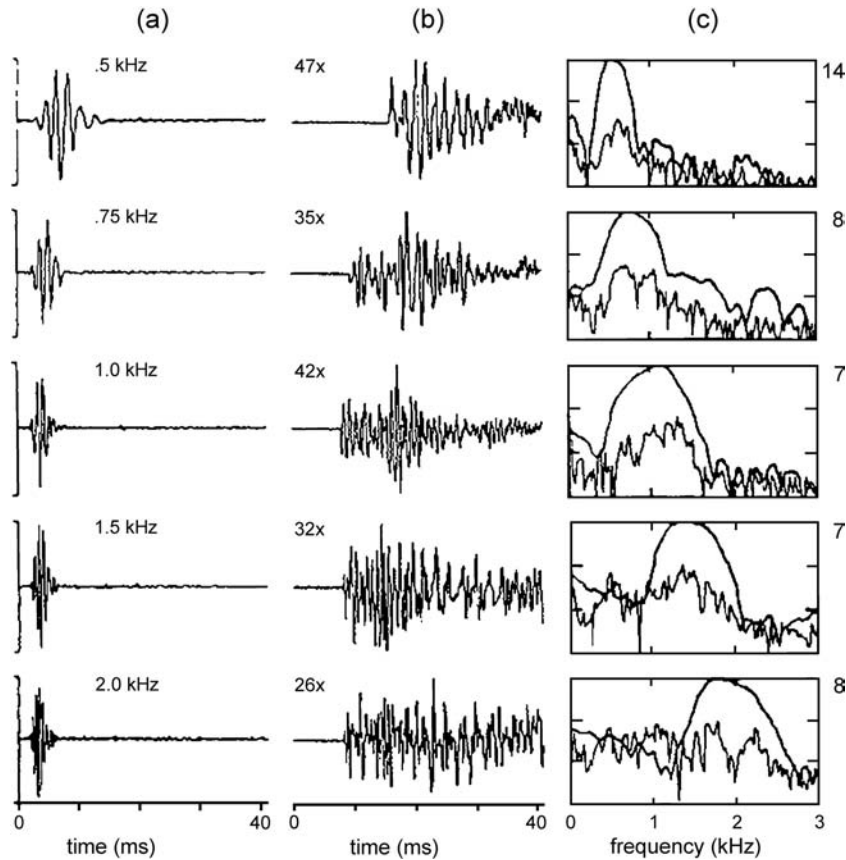 (a) (b) (c)
.5 kHz 47x 14
.75 kHz 35x 8
1.0 kHz 42x 7
1.5 kHz 32x 7
2.0 kHz 26x 8
0 40 0 40 0 1 2 3
time (ms) time (ms) frequency (kHz)